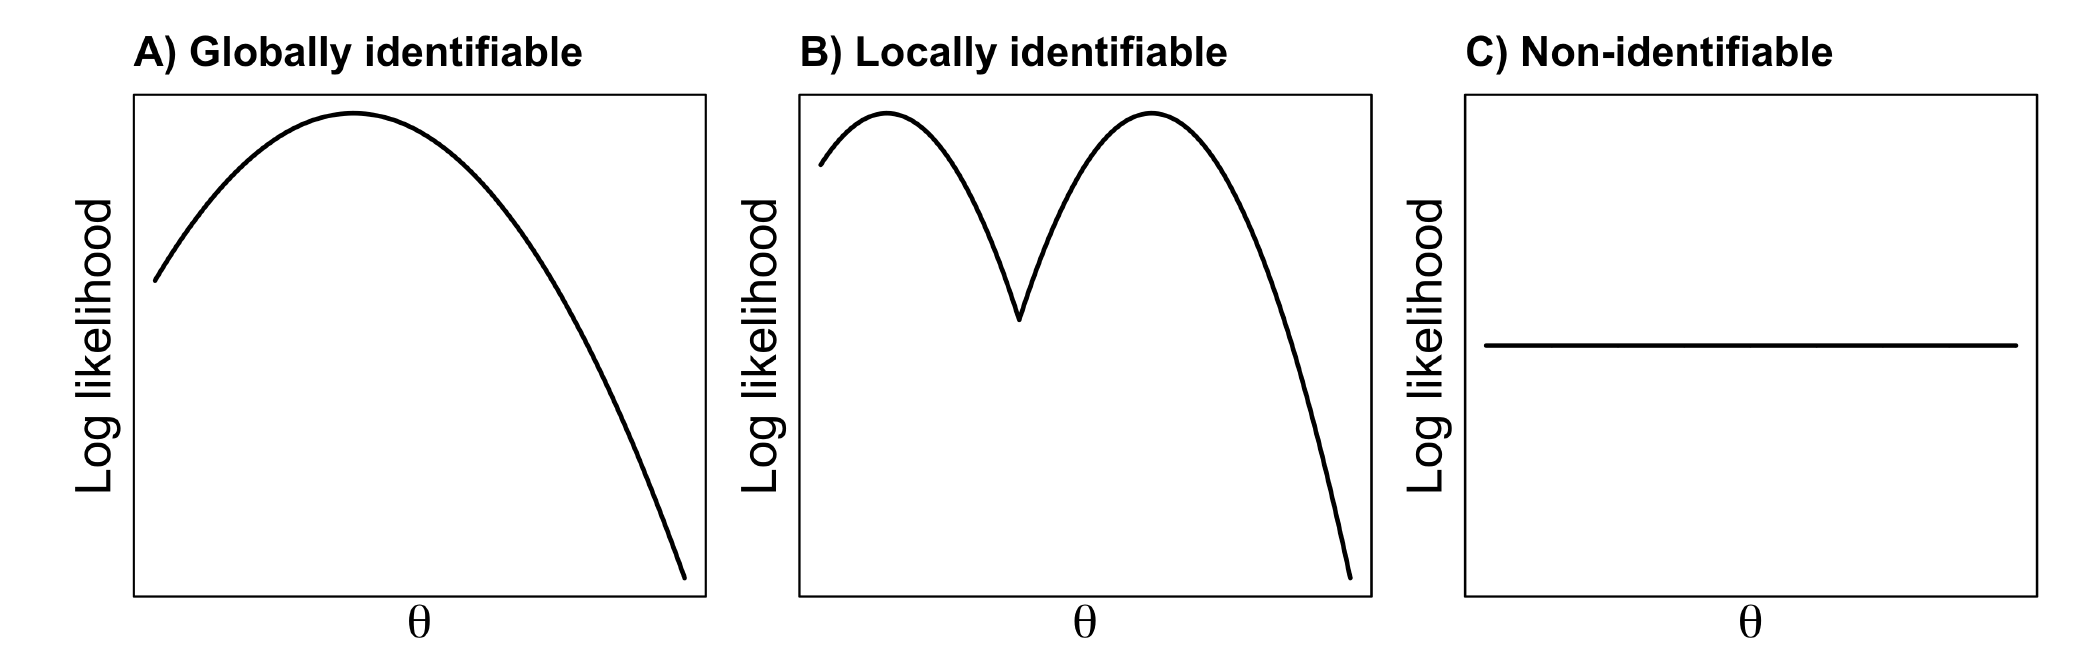 A) Globally identifiable
Log likelihood
θ
B) Locally identifiable
Log likelihood
θ
C) Non-identifiable
Log likelihood
θ